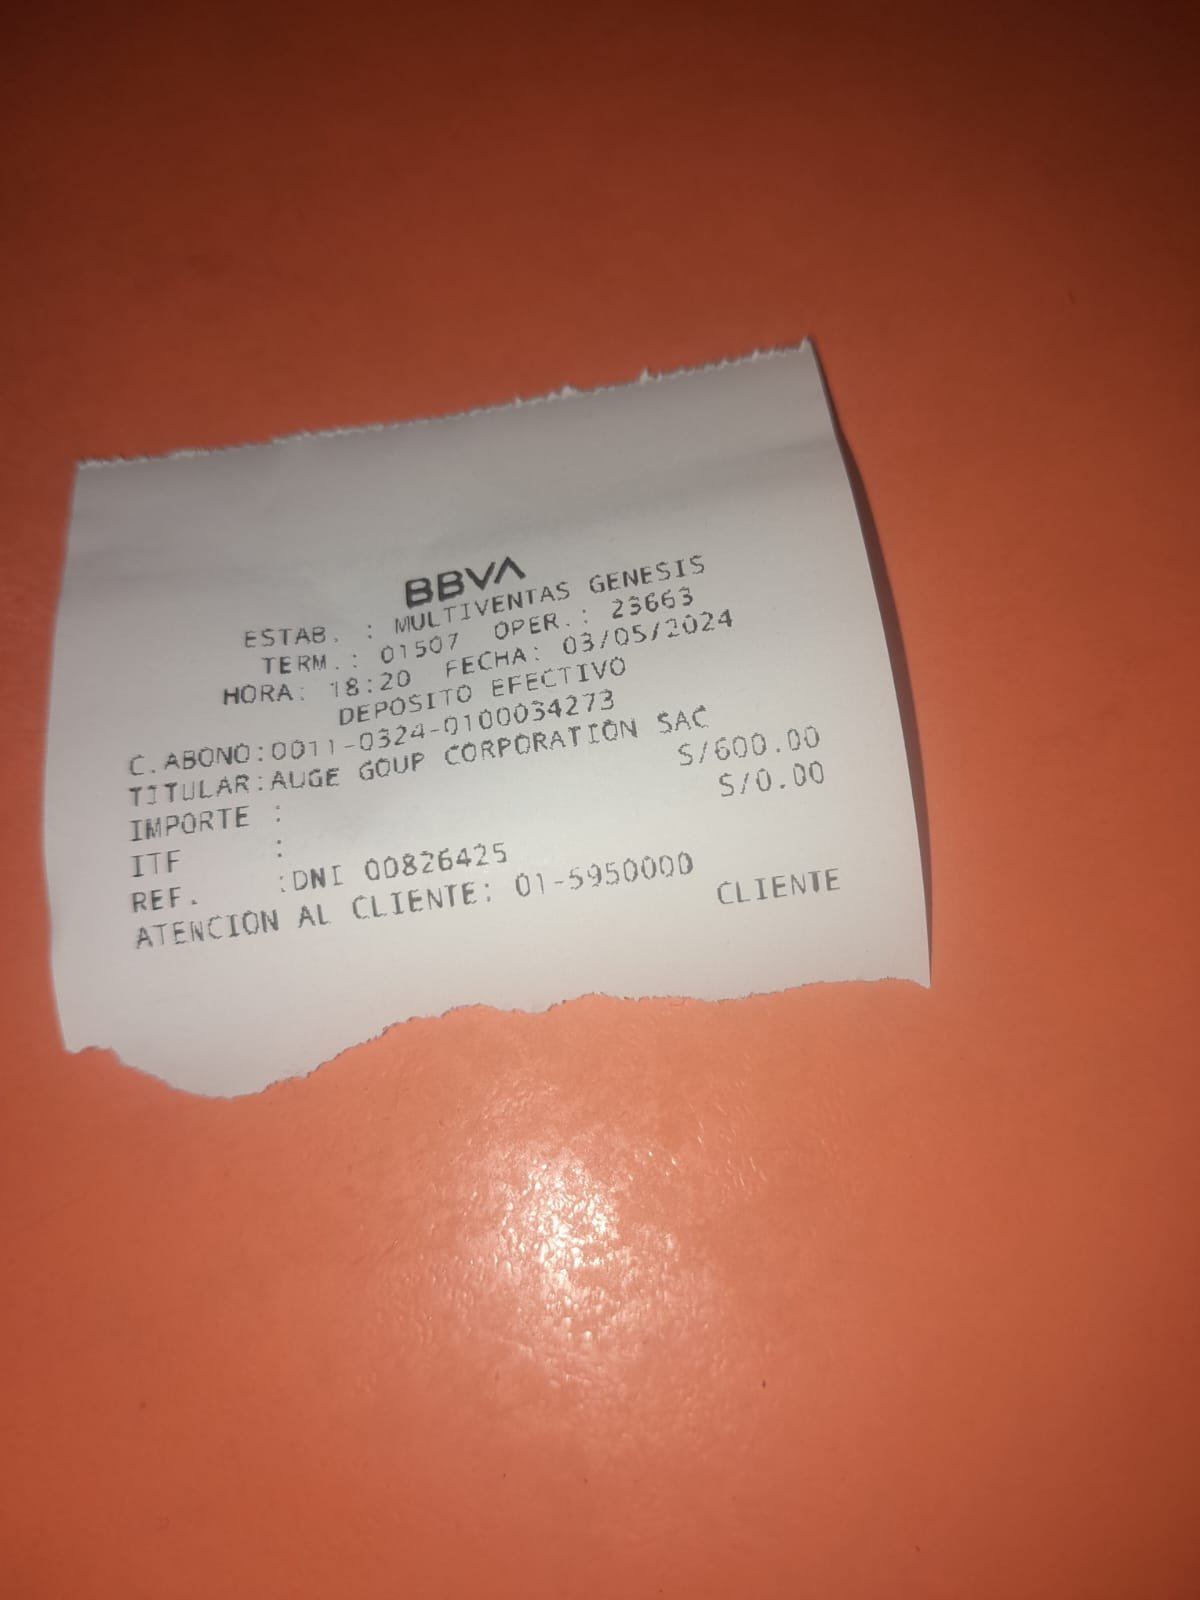 BBVA
ESTAB. : MULTIVENTAS GENESIS
TERM.: 01507 OPER.: 23663
HORA: 18:20 FECHA: 03/05/2024
DEPOSITO EFECTIVO
C.ABONO:0011-0324-0100034273
TITULAR:AUGE GOUP CORPORATION SAC
IMPORTE : S/600.00
ITF : S/0.00
REF. :DNI 00826425
ATENCION AL CLIENTE: 01-5950000
CLIENTE